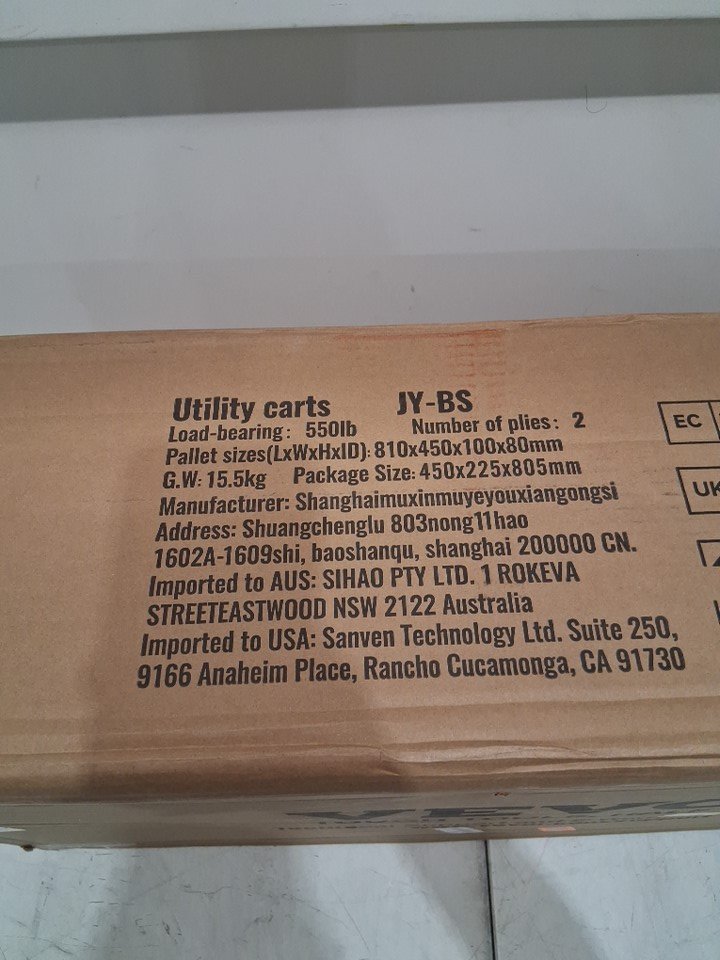 Utility carts JY-BS
Load-bearing: 550lb Number of plies: 2
Pallet sizes(LxWxHxID): 810x450x100x80mm
G.W: 15.5kg Package Size: 450x225x805mm
Manufacturer: Shanghaimuxinmuyeyouxiangongsi
Address: Shuangchenglu 803nong11hao
1602A-1609shi, baoshanqu, shanghai 200000 CN.
Imported to AUS: SIHAO PTY LTD. 1 ROKEVA
STREETEASTWOOD NSW 2122 Australia
Imported to USA: Sanven Technology Ltd. Suite 250,
9166 Anaheim Place, Rancho Cucamonga, CA 91730
EC
UK